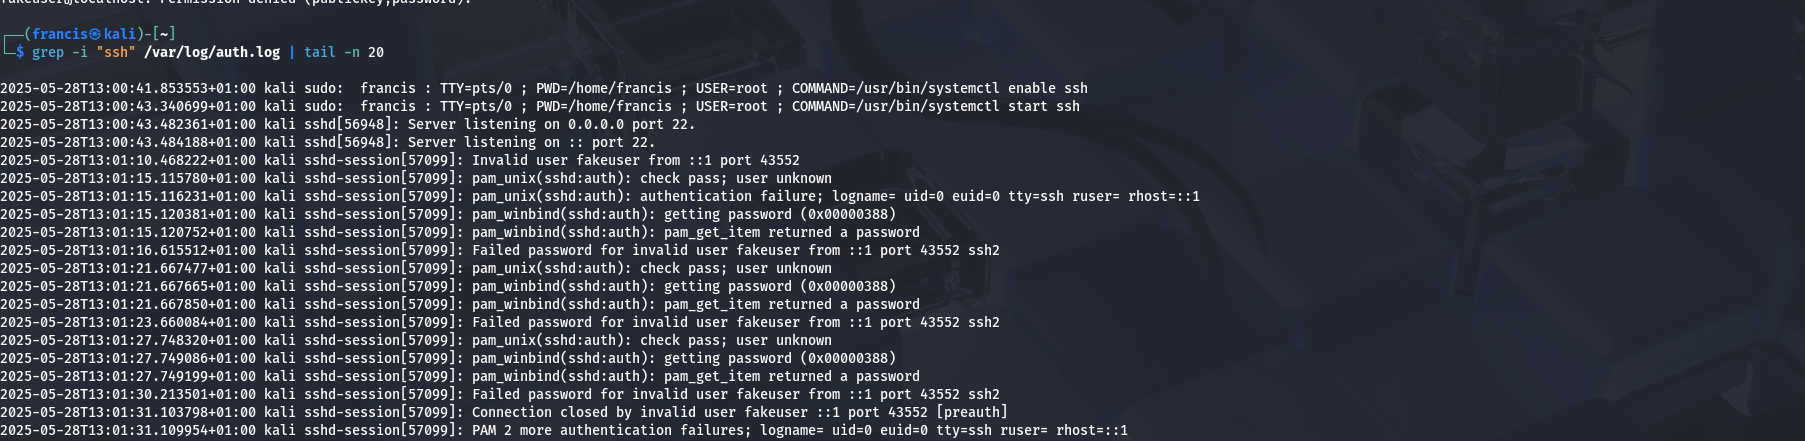 fakeuser@localhost: Permission denied (publickey,password).
┌──(francis㉿kali)-[~]
└─$ grep -i "ssh" /var/log/auth.log | tail -n 20
2025-05-28T13:00:41.853553+01:00 kali sudo:  francis : TTY=pts/0 ; PWD=/home/francis ; USER=root ; COMMAND=/usr/bin/systemctl enable ssh
2025-05-28T13:00:43.340699+01:00 kali sudo:  francis : TTY=pts/0 ; PWD=/home/francis ; USER=root ; COMMAND=/usr/bin/systemctl start ssh
2025-05-28T13:00:43.482361+01:00 kali sshd[56948]: Server listening on 0.0.0.0 port 22.
2025-05-28T13:00:43.484188+01:00 kali sshd[56948]: Server listening on :: port 22.
2025-05-28T13:01:10.468222+01:00 kali sshd-session[57099]: Invalid user fakeuser from ::1 port 43552
2025-05-28T13:01:15.115780+01:00 kali sshd-session[57099]: pam_unix(sshd:auth): check pass; user unknown
2025-05-28T13:01:15.116231+01:00 kali sshd-session[57099]: pam_unix(sshd:auth): authentication failure; logname= uid=0 euid=0 tty=ssh ruser= rhost=::1
2025-05-28T13:01:15.120381+01:00 kali sshd-session[57099]: pam_winbind(sshd:auth): getting password (0x00000388)
2025-05-28T13:01:15.120752+01:00 kali sshd-session[57099]: pam_winbind(sshd:auth): pam_get_item returned a password
2025-05-28T13:01:16.615512+01:00 kali sshd-session[57099]: Failed password for invalid user fakeuser from ::1 port 43552 ssh2
2025-05-28T13:01:21.667477+01:00 kali sshd-session[57099]: pam_unix(sshd:auth): check pass; user unknown
2025-05-28T13:01:21.667665+01:00 kali sshd-session[57099]: pam_winbind(sshd:auth): getting password (0x00000388)
2025-05-28T13:01:21.667850+01:00 kali sshd-session[57099]: pam_winbind(sshd:auth): pam_get_item returned a password
2025-05-28T13:01:23.660084+01:00 kali sshd-session[57099]: Failed password for invalid user fakeuser from ::1 port 43552 ssh2
2025-05-28T13:01:27.748320+01:00 kali sshd-session[57099]: pam_unix(sshd:auth): check pass; user unknown
2025-05-28T13:01:27.749086+01:00 kali sshd-session[57099]: pam_winbind(sshd:auth): getting password (0x00000388)
2025-05-28T13:01:27.749199+01:00 kali sshd-session[57099]: pam_winbind(sshd:auth): pam_get_item returned a password
2025-05-28T13:01:30.213501+01:00 kali sshd-session[57099]: Failed password for invalid user fakeuser from ::1 port 43552 ssh2
2025-05-28T13:01:31.103798+01:00 kali sshd-session[57099]: Connection closed by invalid user fakeuser ::1 port 43552 [preauth]
2025-05-28T13:01:31.109954+01:00 kali sshd-session[57099]: PAM 2 more authentication failures; logname= uid=0 euid=0 tty=ssh ruser= rhost=::1